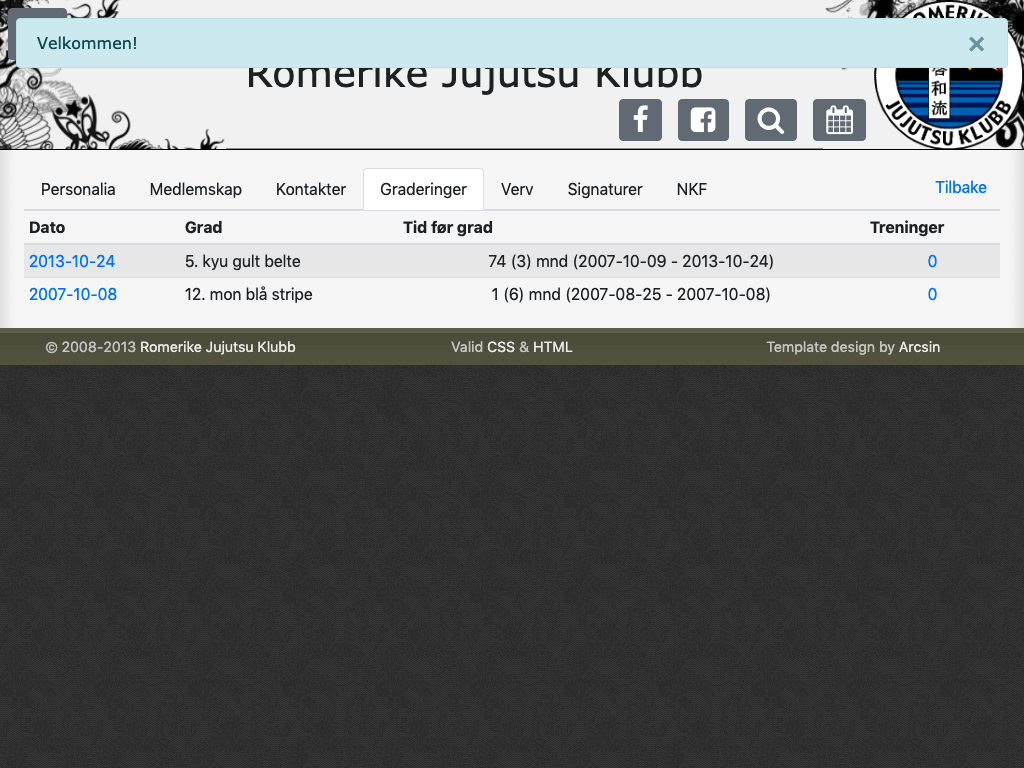 Velkommen! ×
Romerike Jujutsu Klubb
ROMERIKE
啓和流
JUJUTSU KLUBB
Personalia Medlemskap Kontakter Graderinger Verv Signaturer NKF Tilbake
Dato Grad Tid før grad Treninger
2013-10-24 5. kyu gult belte 74 (3) mnd (2007-10-09 - 2013-10-24) 0
2007-10-08 12. mon blå stripe 1 (6) mnd (2007-08-25 - 2007-10-08) 0
© 2008-2013 Romerike Jujutsu Klubb Valid CSS & HTML Template design by Arcsin